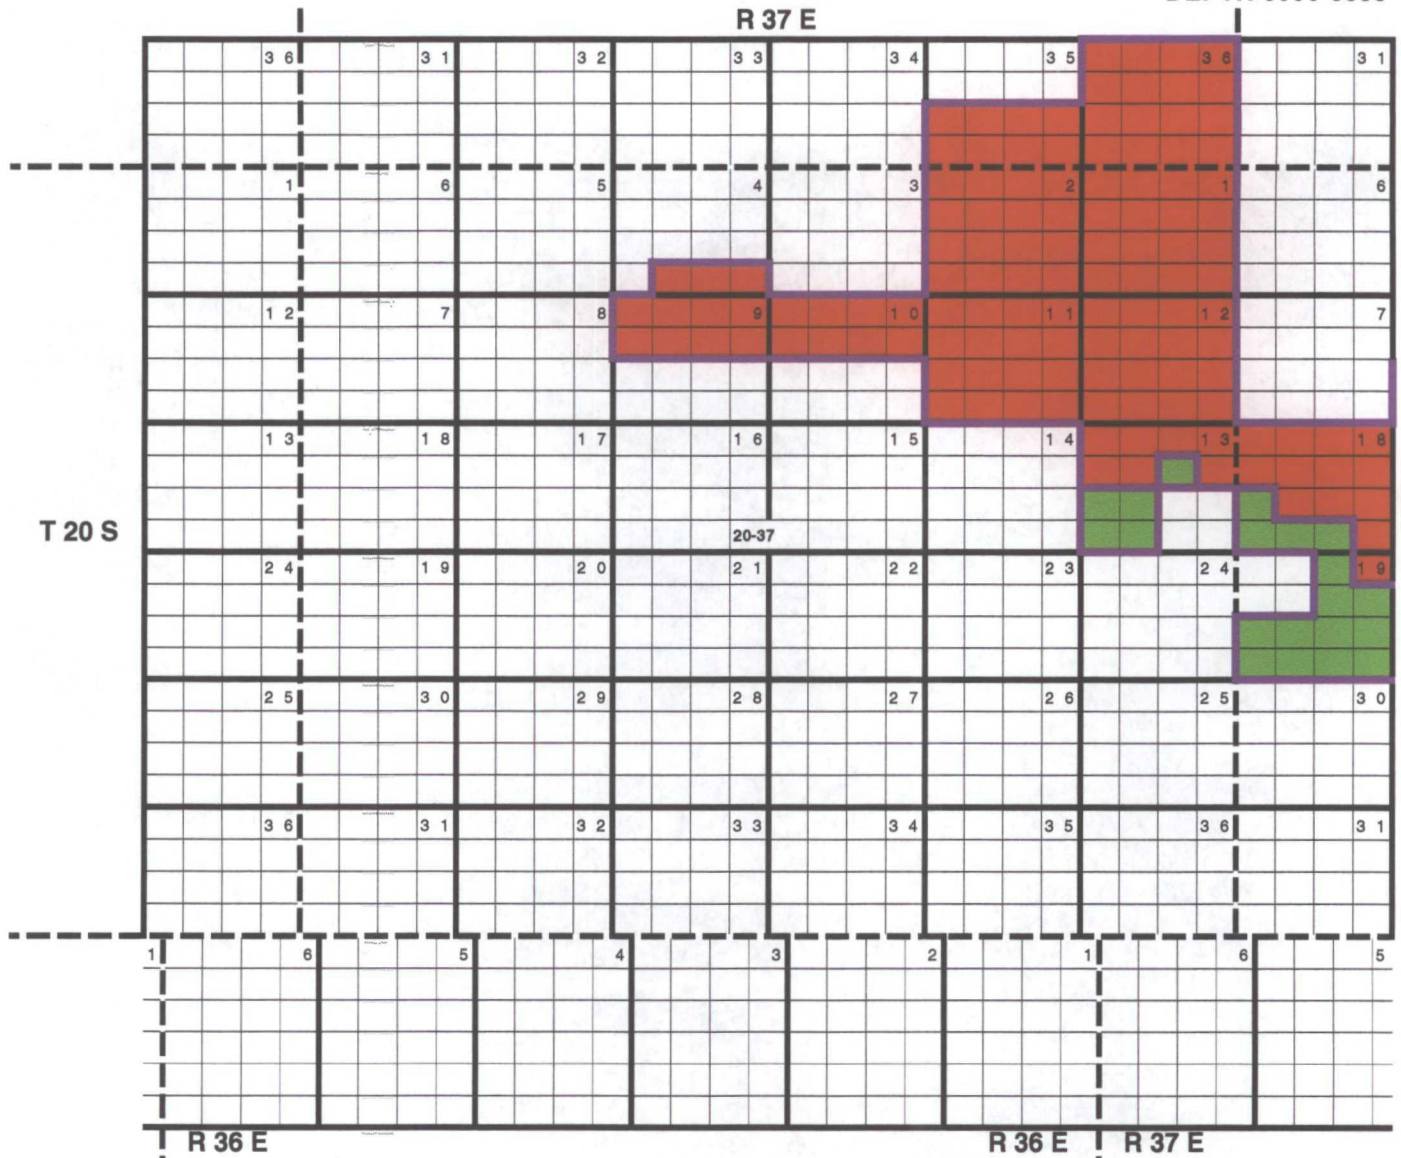 R 37 E
36 31 32 33 34 35 36 31
1 6 5 4 3 2 1 6
12 7 8 9 10 11 12 7
13 18 17 16 15 14 13 18
T 20 S
20-37
24 19 20 21 22 23 24 19
25 30 29 28 27 26 25 30
36 31 32 33 34 35 36 31
1 6 5 4 3 2 1 6 5
R 36 E R 36 E R 37 E